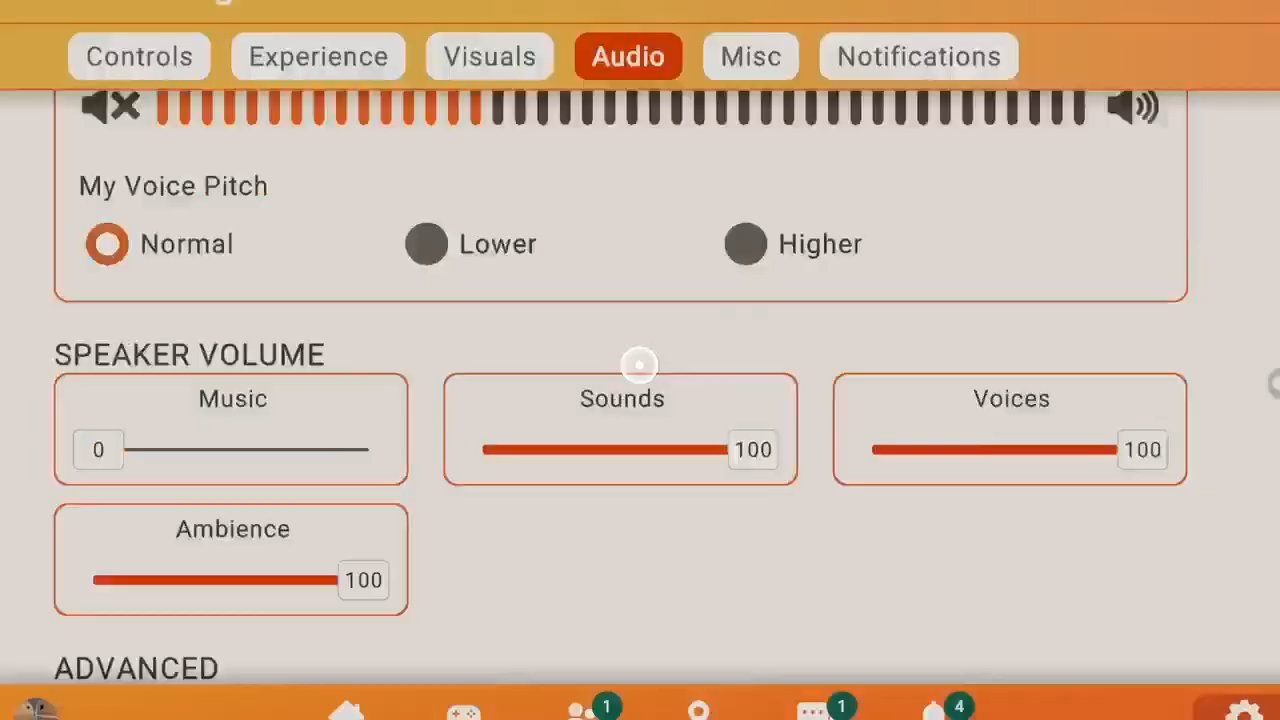 Controls Experience Visuals Audio Misc Notifications
My Voice Pitch
Normal Lower Higher
SPEAKER VOLUME
Music Sounds Voices
0 100 100
Ambience
100
ADVANCED
1 1 4